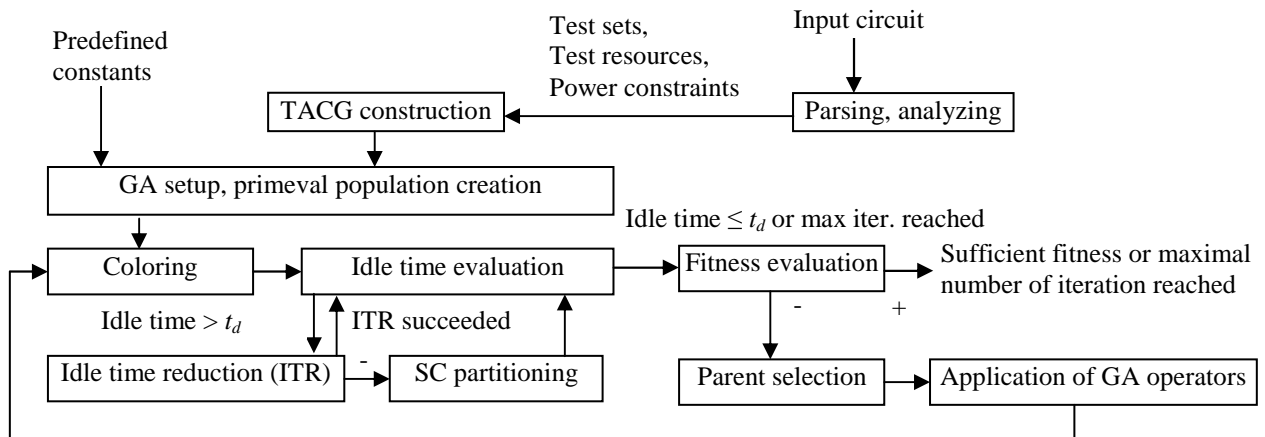 Predefined
constants
Test sets,
Test resources,
Power constraints
Input circuit
TACG construction
Parsing, analyzing
GA setup, primeval population creation
Idle time ≤ t_d or max iter. reached
Coloring
Idle time evaluation
Fitness evaluation
Sufficient fitness or maximal
number of iteration reached
Idle time > t_d
ITR succeeded
-
+
Idle time reduction (ITR)
-
SC partitioning
Parent selection
Application of GA operators